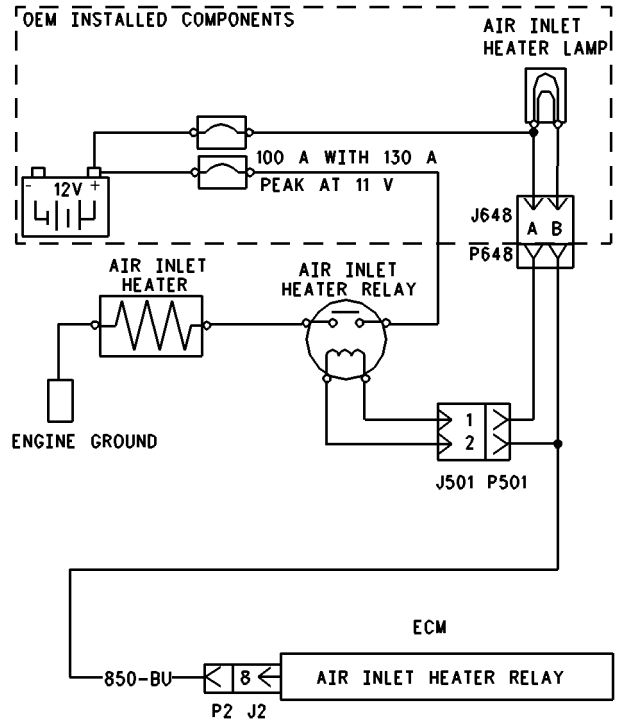 OEM INSTALLED COMPONENTS
AIR INLET
HEATER LAMP
100 A WITH 130 A
PEAK AT 11 V
- 12V +
J648
A B
P648
AIR INLET
HEATER
AIR INLET
HEATER RELAY
1
2
ENGINE GROUND
J501 P501
ECM
850-BU
8
AIR INLET HEATER RELAY
P2 J2